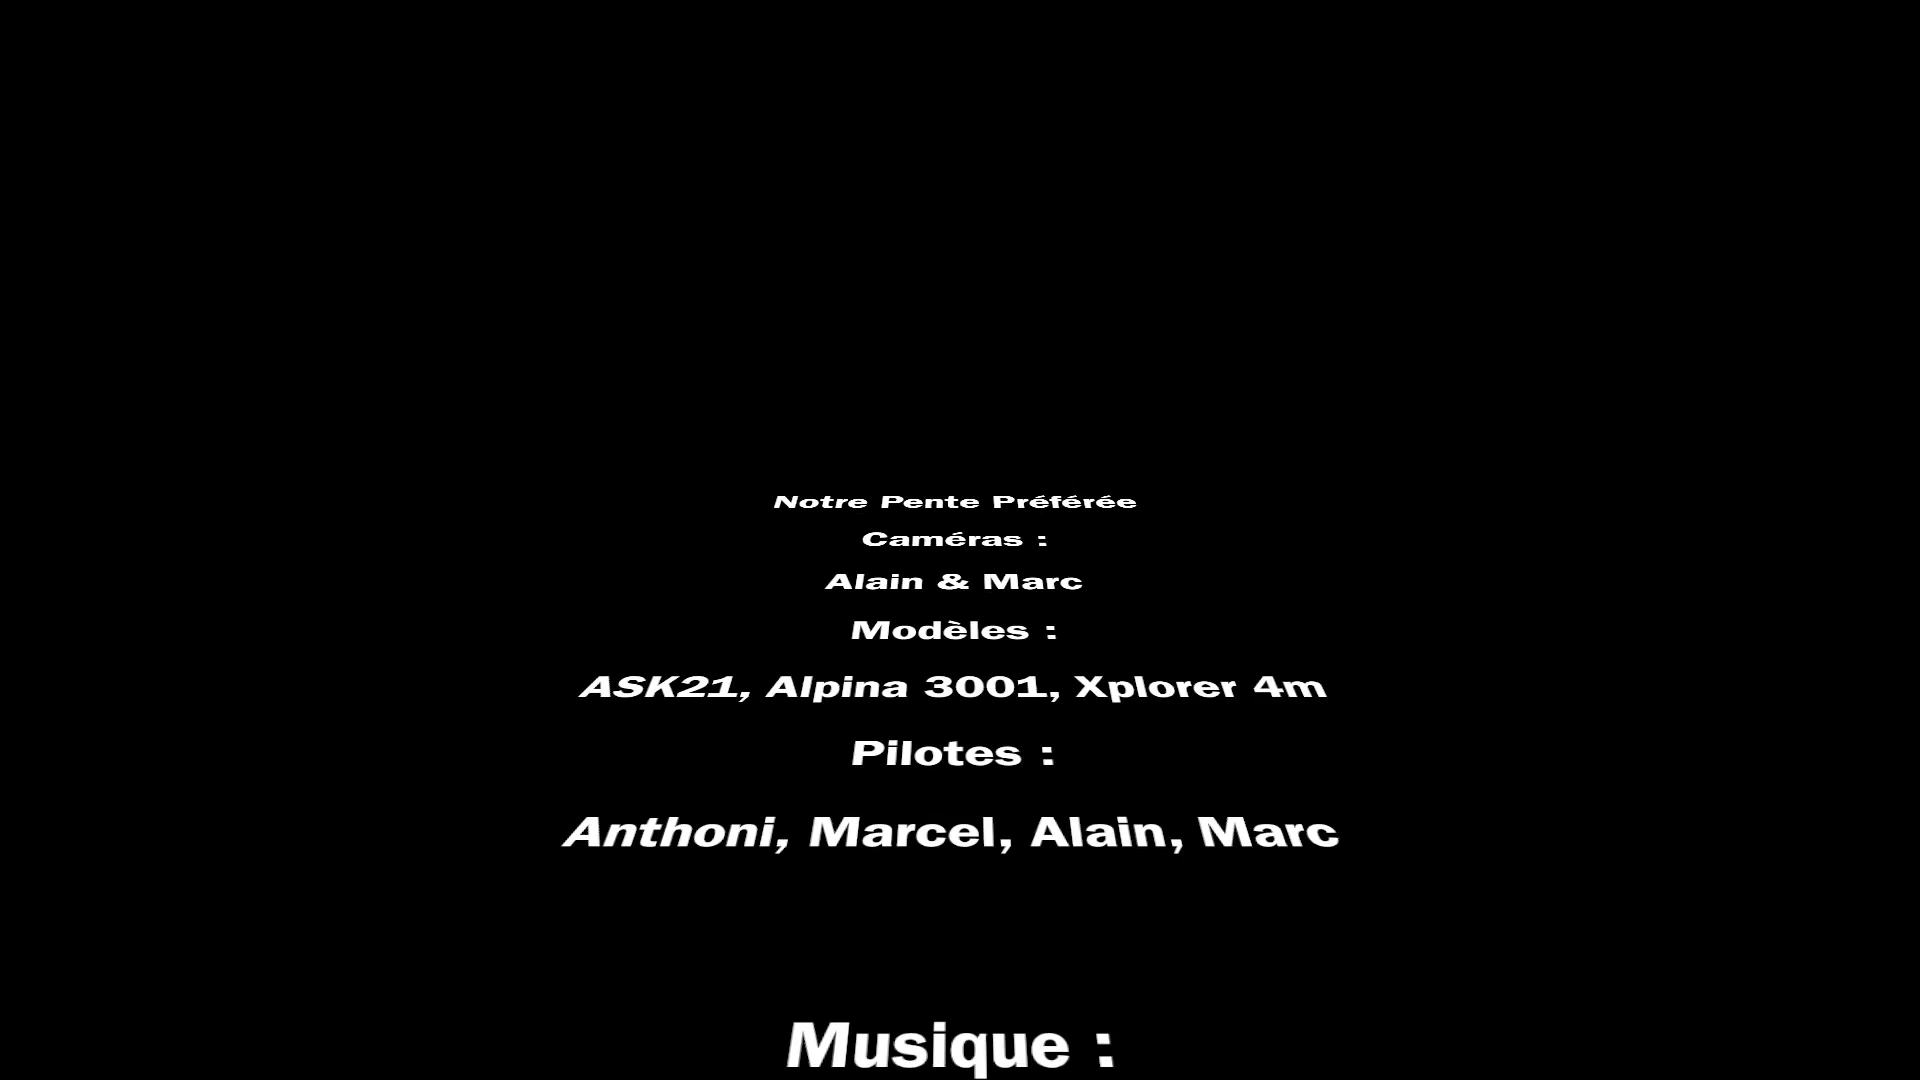 Notre Pente Préférée
Caméras :
Alain & Marc
Modèles :
ASK21, Alpina 3001, Xplorer 4m
Pilotes :
Anthoni, Marcel, Alain, Marc
Musique :